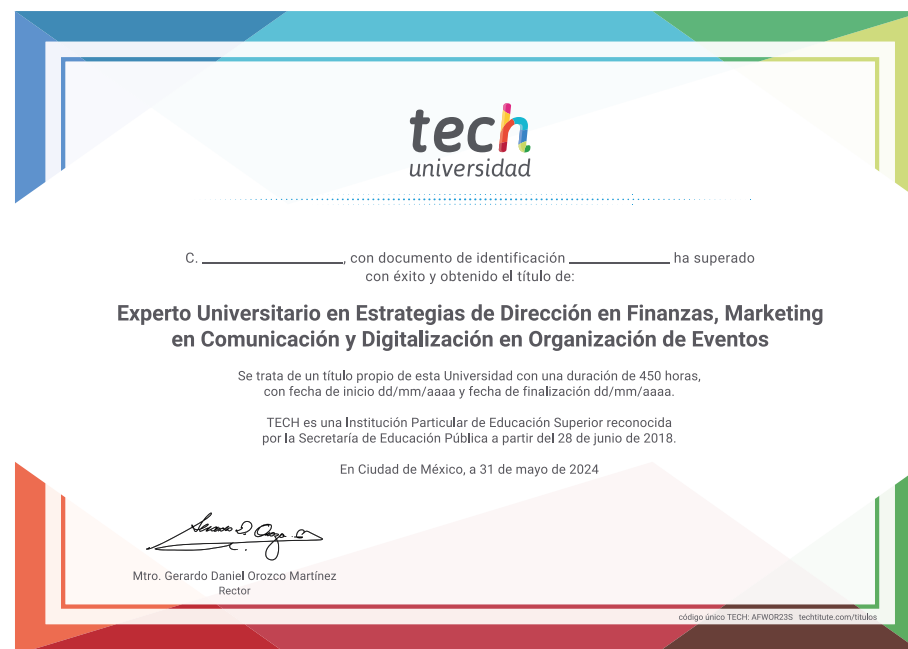 tech
universidad
C. ____________, con documento de identificación ____________ ha superado
con éxito y obtenido el título de:
Experto Universitario en Estrategias de Dirección en Finanzas, Marketing
en Comunicación y Digitalización en Organización de Eventos
Se trata de un título propio de esta Universidad con una duración de 450 horas,
con fecha de inicio dd/mm/aaaa y fecha de finalización dd/mm/aaaa.
TECH es una Institución Particular de Educación Superior reconocida
por la Secretaría de Educación Pública a partir del 28 de junio de 2018.
En Ciudad de México, a 31 de mayo de 2024
Mtro. Gerardo Daniel Orozco Martínez
Rector
código único TECH: AFWOR23S techtitute.com/titulos